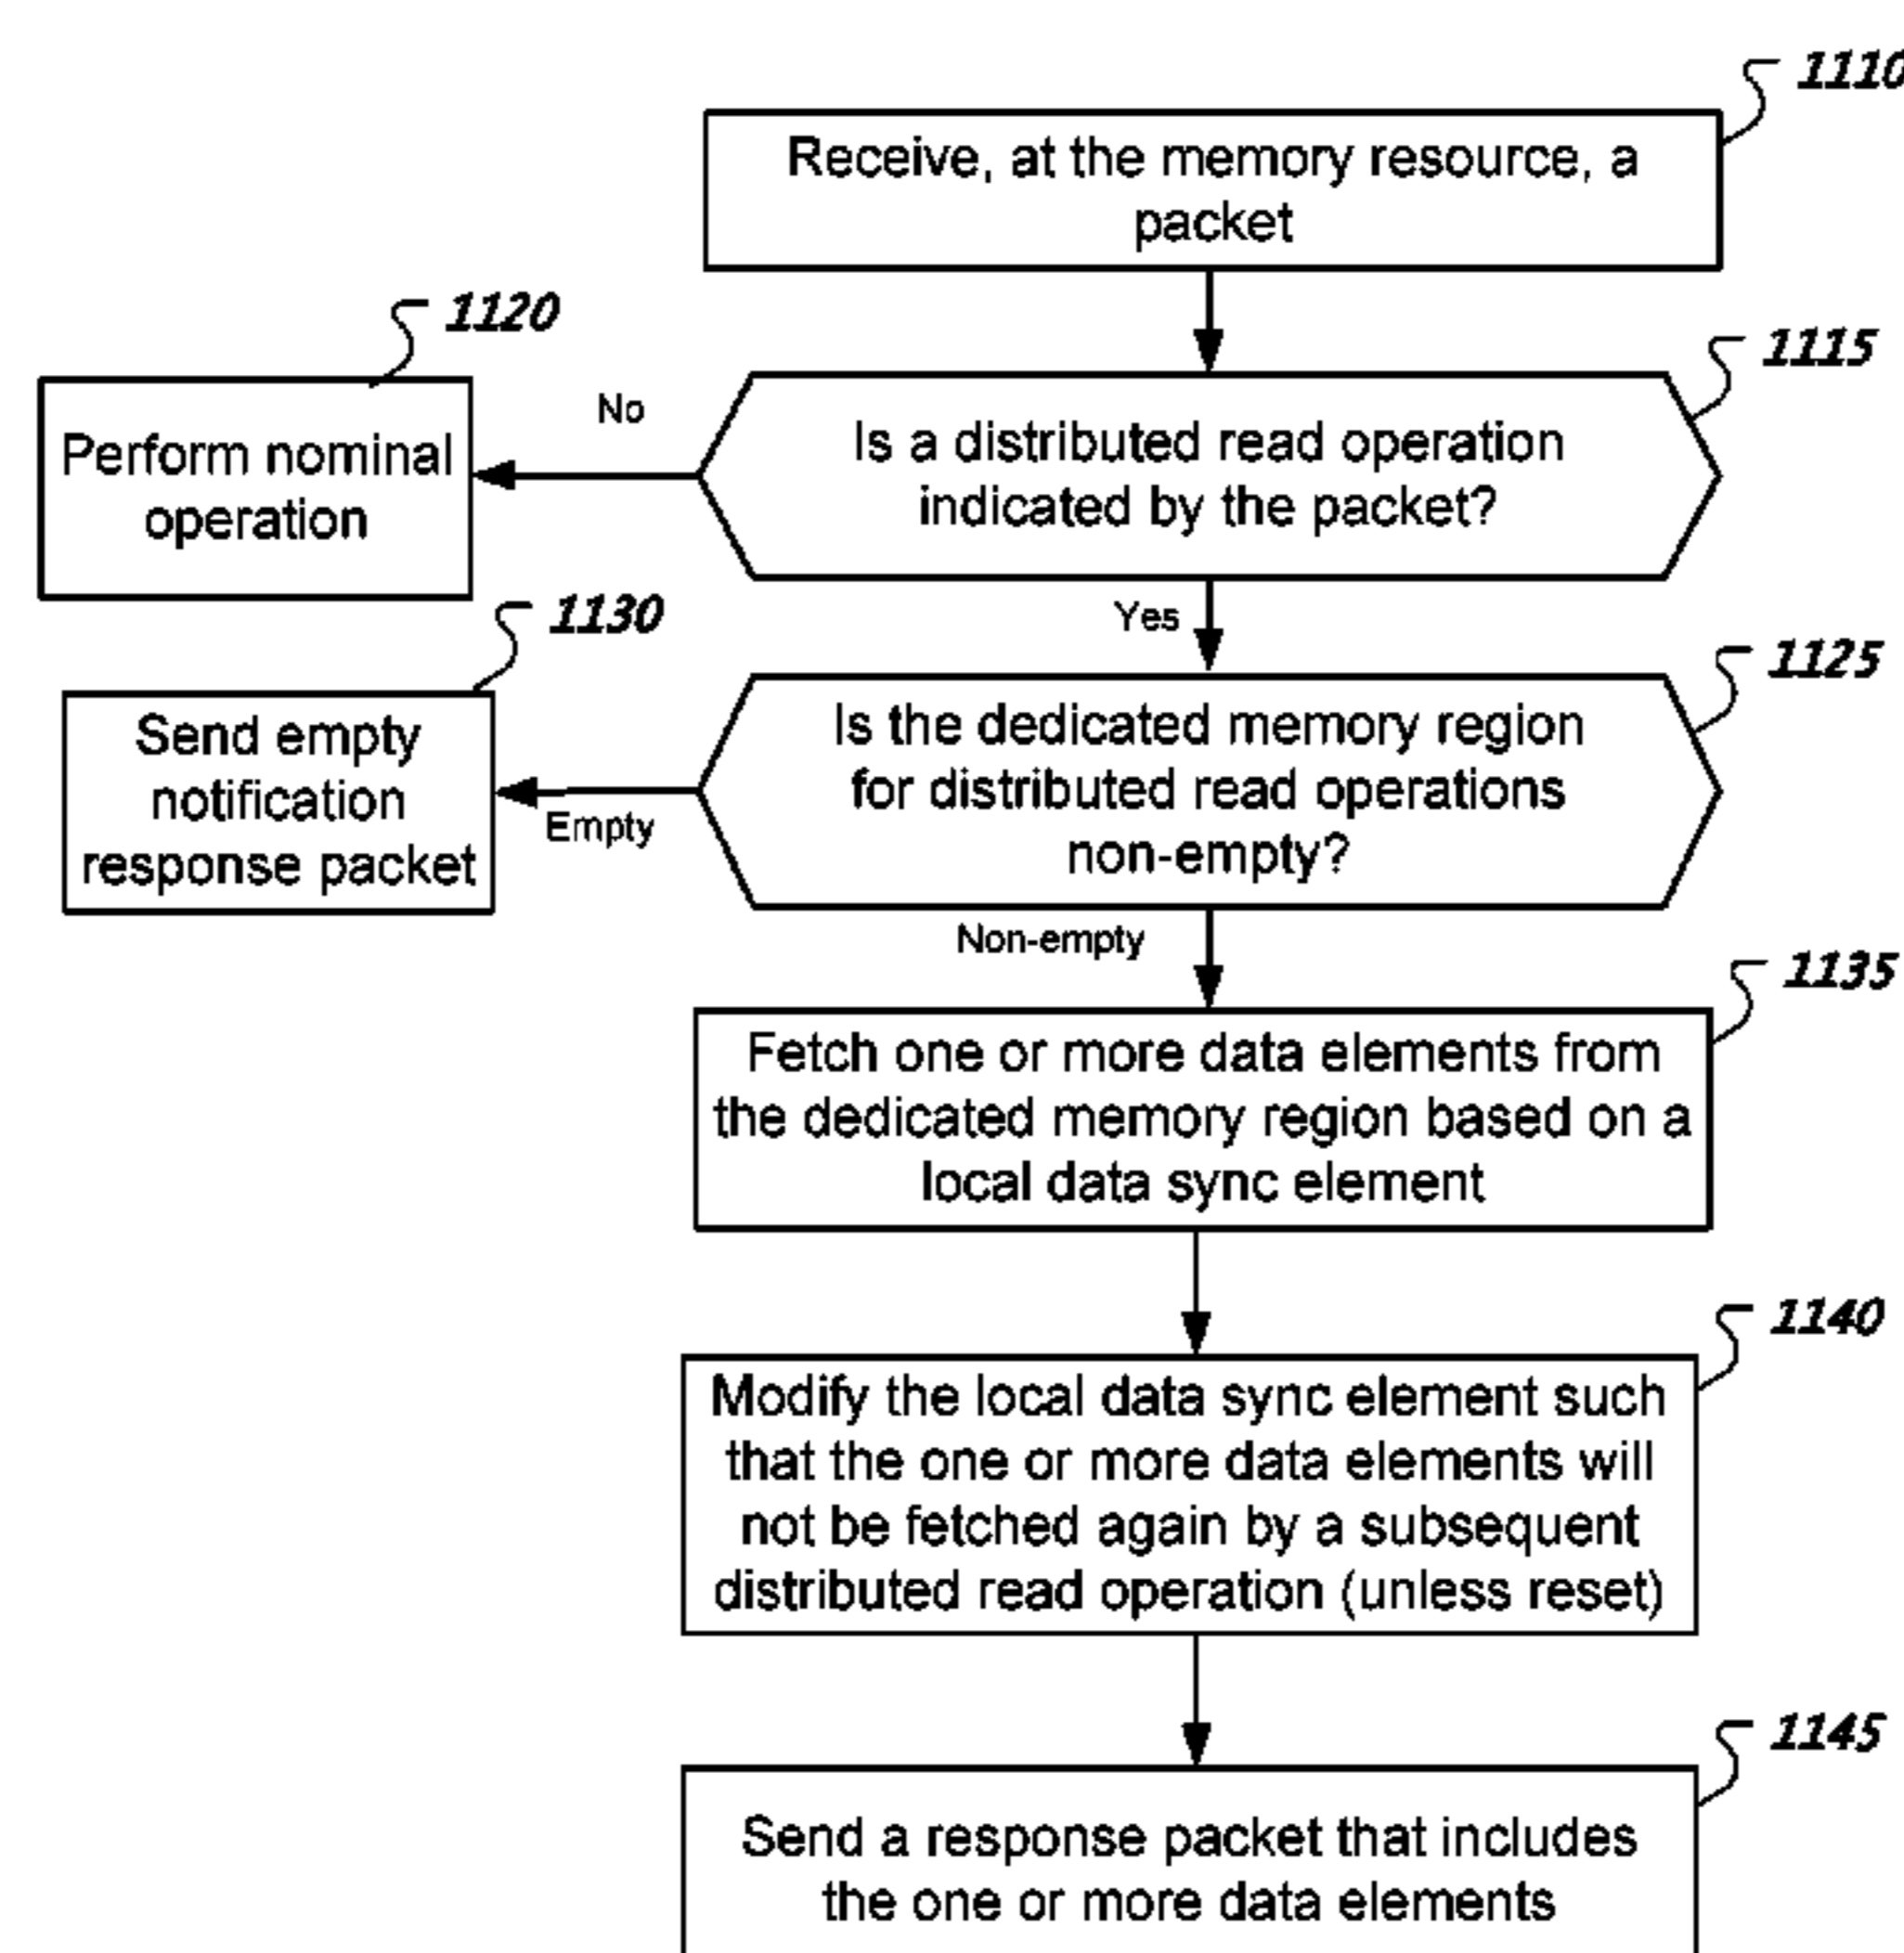 1110
Receive, at the memory resource, a
packet
1120
1115
No
Perform nominal
operation
Is a distributed read operation
indicated by the packet?
Yes
1130
1125
Send empty
notification
response packet
Empty
Is the dedicated memory region
for distributed read operations
non-empty?
Non-empty
1135
Fetch one or more data elements from
the dedicated memory region based on a
local data sync element
1140
Modify the local data sync element such
that the one or more data elements will
not be fetched again by a subsequent
distributed read operation (unless reset)
1145
Send a response packet that includes
the one or more data elements